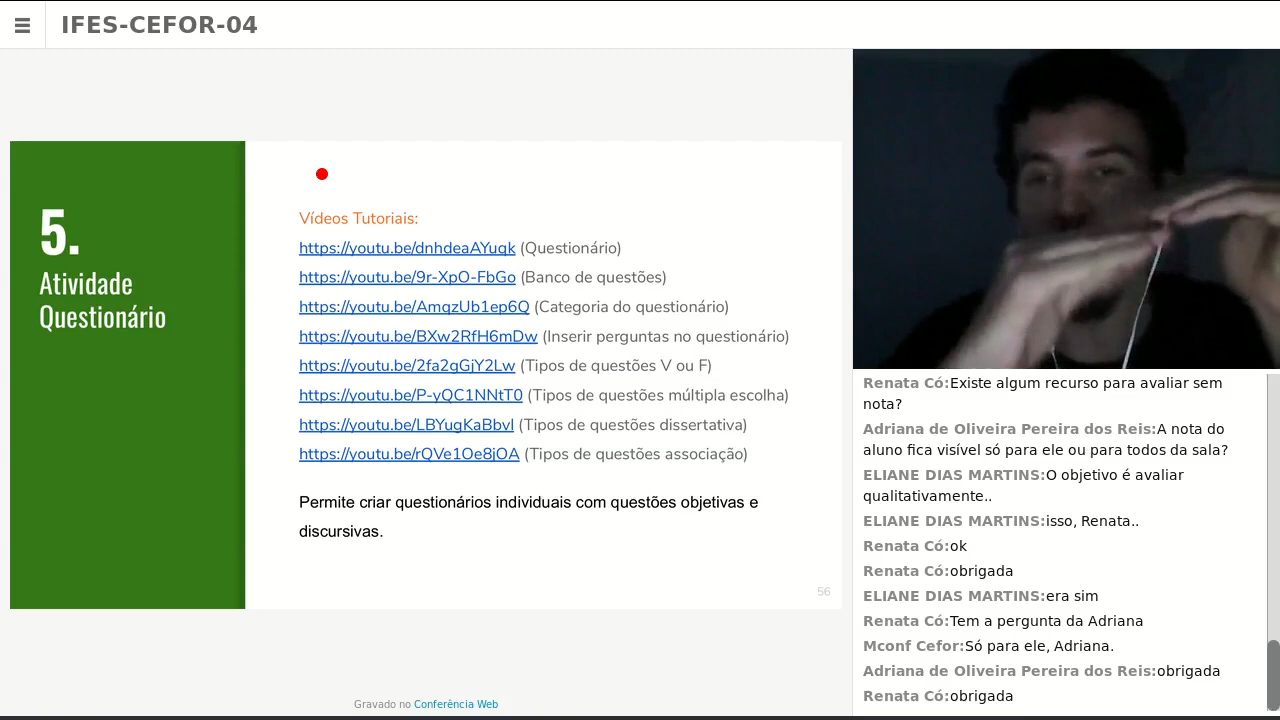 IFES-CEFOR-04
5.
Atividade
Questionário
Vídeos Tutoriais:
https://youtu.be/dnhdeaAYuqk (Questionário)
https://youtu.be/9r-XpO-FbGo (Banco de questões)
https://youtu.be/AmqzUb1ep6Q (Categoria do questionário)
https://youtu.be/BXw2RfH6mDw (Inserir perguntas no questionário)
https://youtu.be/2fa2gGjY2Lw (Tipos de questões V ou F)
https://youtu.be/P-yQC1NNtT0 (Tipos de questões múltipla escolha)
https://youtu.be/LBYugKaBbvI (Tipos de questões dissertativa)
https://youtu.be/rQVe1Oe8jOA (Tipos de questões associação)
Permite criar questionários individuais com questões objetivas e
discursivas.
56
Gravado no Conferência Web
Renata Có:Existe algum recurso para avaliar sem
nota?
Adriana de Oliveira Pereira dos Reis:A nota do
aluno fica visível só para ele ou para todos da sala?
ELIANE DIAS MARTINS:O objetivo é avaliar
qualitativamente..
ELIANE DIAS MARTINS:isso, Renata..
Renata Có:ok
Renata Có:obrigada
ELIANE DIAS MARTINS:era sim
Renata Có:Tem a pergunta da Adriana
Mconf Cefor:Só para ele, Adriana.
Adriana de Oliveira Pereira dos Reis:obrigada
Renata Có:obrigada